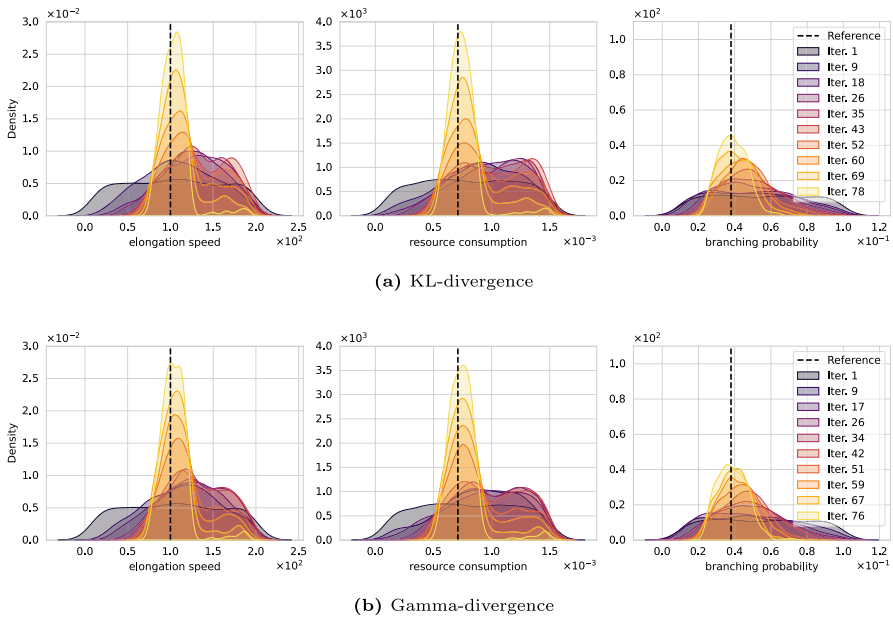 ×10⁻² ×10³ ×10²
3.0 4.0
2.5 3.5 1.0
2.0 3.0 0.8
1.5 2.5 0.6
1.0 2.0 0.4
0.5 1.5 0.2
0.0 1.0 0.0
0.5
0.0
Density
Reference
Iter. 1
Iter. 9
Iter. 18
Iter. 26
Iter. 35
Iter. 43
Iter. 52
Iter. 60
Iter. 69
Iter. 78
0.0 0.5 1.0 1.5 2.0 2.5 0.0 0.5 1.0 1.5 0.0 0.2 0.4 0.6 0.8 1.0 1.2
elongation speed ×10² resource consumption ×10⁻³ branching probability ×10⁻¹
(a) KL-divergence
×10⁻² ×10³ ×10²
3.0 4.0
2.5 3.5 1.0
2.0 3.0 0.8
1.5 2.5 0.6
1.0 2.0 0.4
0.5 1.5 0.2
0.0 1.0 0.0
0.5
0.0
Density
Reference
Iter. 1
Iter. 9
Iter. 17
Iter. 26
Iter. 34
Iter. 42
Iter. 51
Iter. 59
Iter. 67
Iter. 76
0.0 0.5 1.0 1.5 2.0 2.5 0.0 0.5 1.0 1.5 0.0 0.2 0.4 0.6 0.8 1.0 1.2
elongation speed ×10² resource consumption ×10⁻³ branching probability ×10⁻¹
(b) Gamma-divergence